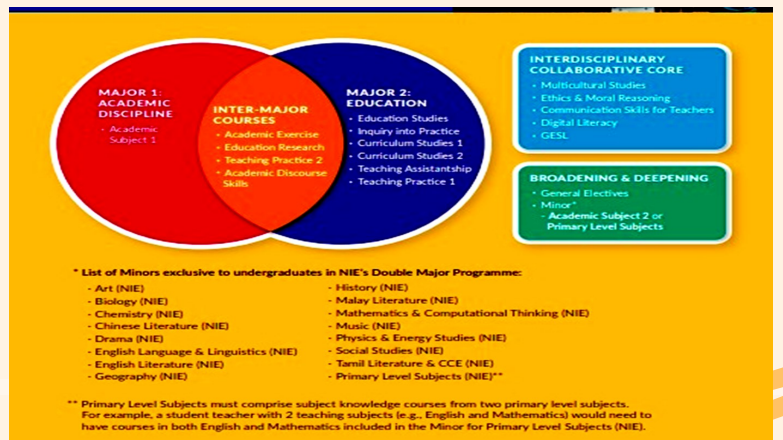 MAJOR 1:
ACADEMIC
DISCIPLINE
• Academic
Subject 1
INTER-MAJOR
COURSES
• Academic Exercise
• Education Research
• Teaching Practice 2
• Academic Discourse
Skills
MAJOR 2:
EDUCATION
• Education Studies
• Inquiry into Practice
• Curriculum Studies 1
• Curriculum Studies 2
• Teaching Assistantship
• Teaching Practice 1
INTERDISCIPLINARY
COLLABORATIVE CORE
• Multicultural Studies
• Ethics & Moral Reasoning
• Communication Skills for Teachers
• Digital Literacy
• GESL
BROADENING & DEEPENING
• General Electives
• Minor*
- Academic Subject 2 or
Primary Level Subjects
* List of Minors exclusive to undergraduates in NIE's Double Major Programme:
- Art (NIE)
- Biology (NIE)
- Chemistry (NIE)
- Chinese Literature (NIE)
- Drama (NIE)
- English Language & Linguistics (NIE)
- English Literature (NIE)
- Geography (NIE)
- History (NIE)
- Malay Literature (NIE)
- Mathematics & Computational Thinking (NIE)
- Music (NIE)
- Physics & Energy Studies (NIE)
- Social Studies (NIE)
- Tamil Literature & CCE (NIE)
- Primary Level Subjects (NIE)**
** Primary Level Subjects must comprise subject knowledge courses from two primary level subjects.
For example, a student teacher with 2 teaching subjects (e.g., English and Mathematics) would need to
have courses in both English and Mathematics included in the Minor for Primary Level Subjects (NIE).